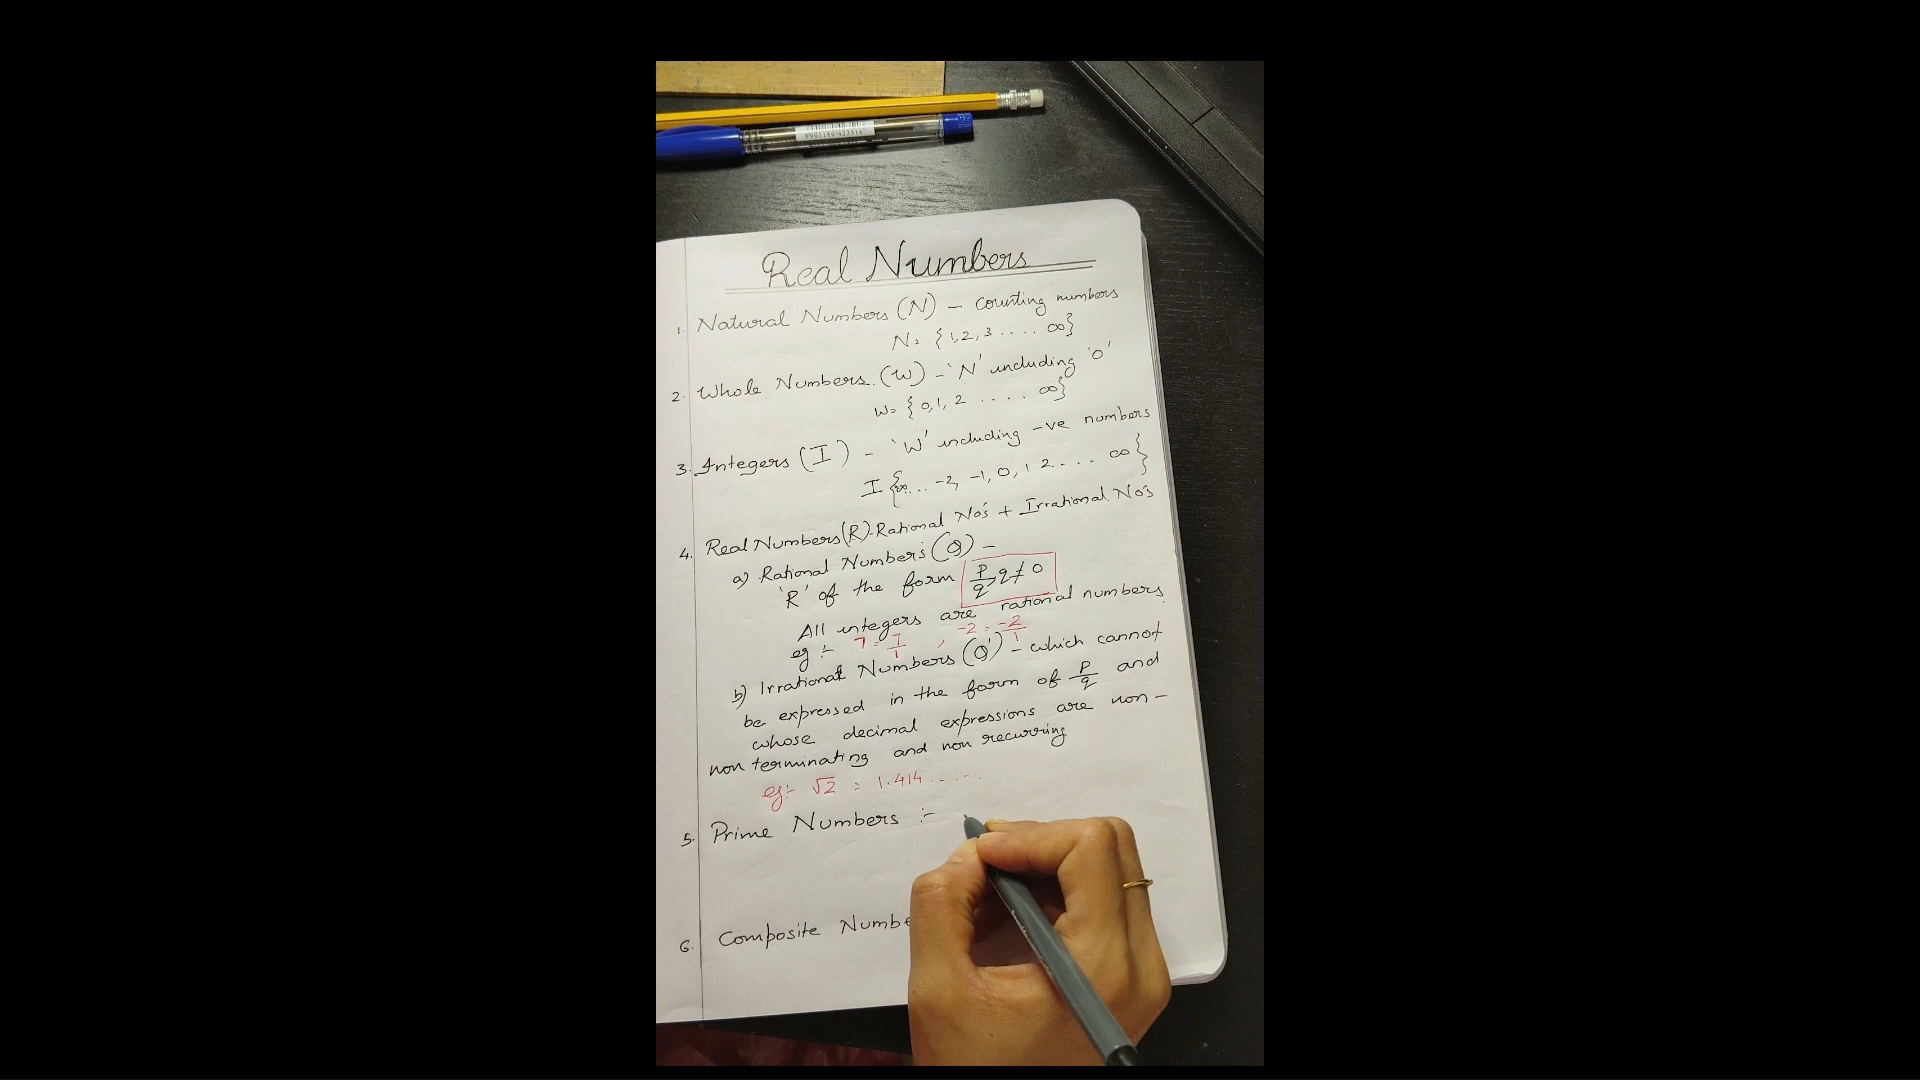 Real Numbers
1. Natural Numbers (N) - Counting numbers
N = {1, 2, 3 .... ∞}
2. Whole Numbers. (W) - 'N' including '0'
W = {0, 1, 2 .... ∞}
3. Integers (I) - 'W' including -ve numbers
I {∞... -2, -1, 0, 1 2.... ∞}
4. Real Numbers (R)-Rational No's + Irrational No's
a) Rational Numbers (Q) -
'R' of the form p/q, q≠0
All integers are rational numbers
eg :- 7 = 7/1 , -2 = -2/1
b) Irrational Numbers (Q') - which cannot
be expressed in the form of P/q and
whose decimal expressions are non-
non terminating and non recurring
eg:- √2 = 1.414.....
5. Prime Numbers :-
6. Composite Numbe